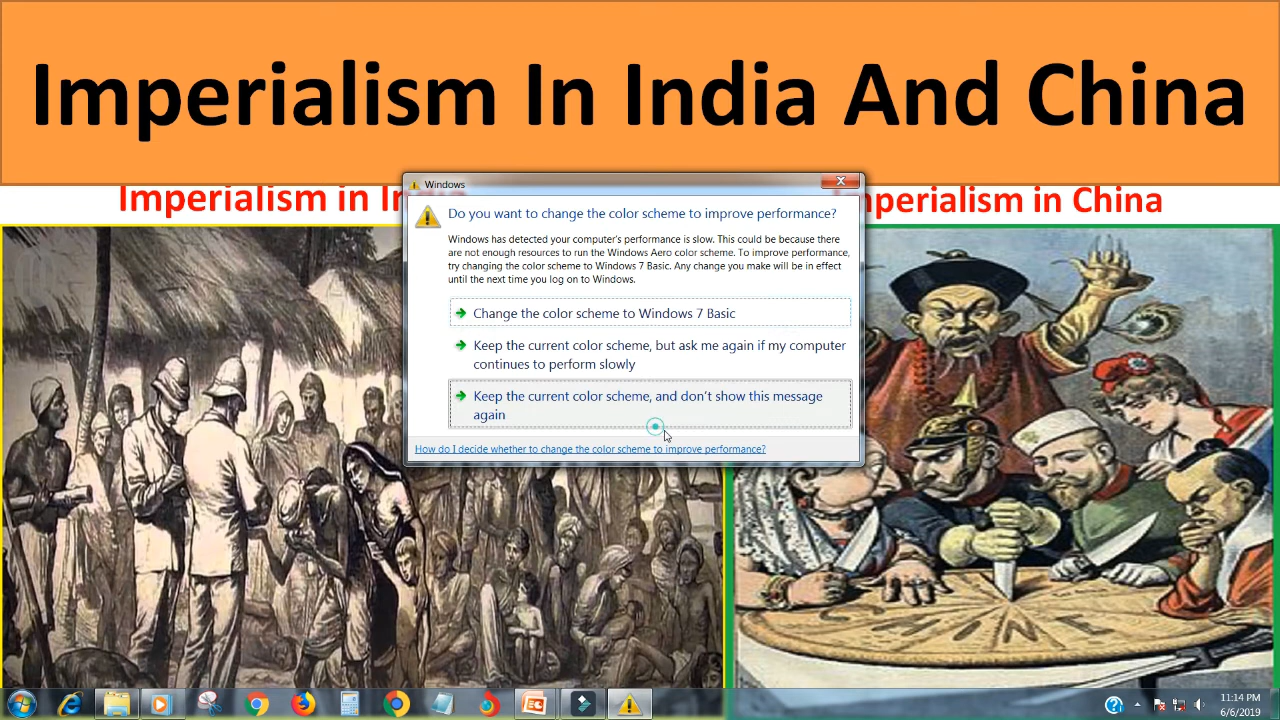 Imperialism In India And China
Imperialism in
perialism in China
Windows
Do you want to change the color scheme to improve performance?
Windows has detected your computer's performance is slow. This could be because there
are not enough resources to run the Windows Aero color scheme. To improve performance,
try changing the color scheme to Windows 7 Basic. Any change you make will be in effect
until the next time you log on to Windows.
Change the color scheme to Windows 7 Basic
Keep the current color scheme, but ask me again if my computer
continues to perform slowly
Keep the current color scheme, and don't show this message
again
How do I decide whether to change the color scheme to improve performance?
CHINE
11:14 PM
6/6/2019